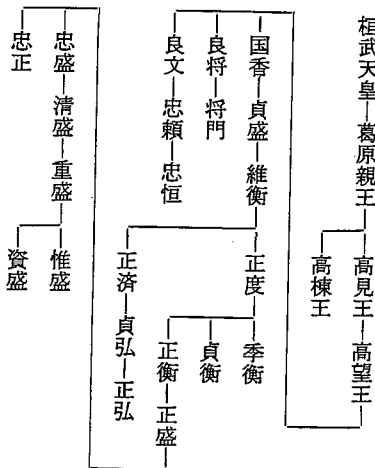 桓武天皇―葛原親王
高見王―高望王
高棟王
国香―貞盛―維衡
良将―将門
良文―忠頼―忠恒
正度
正済―貞弘―正弘
季衡
貞衡
正衡―正盛
忠盛―清盛―重盛
忠正
惟盛
資盛